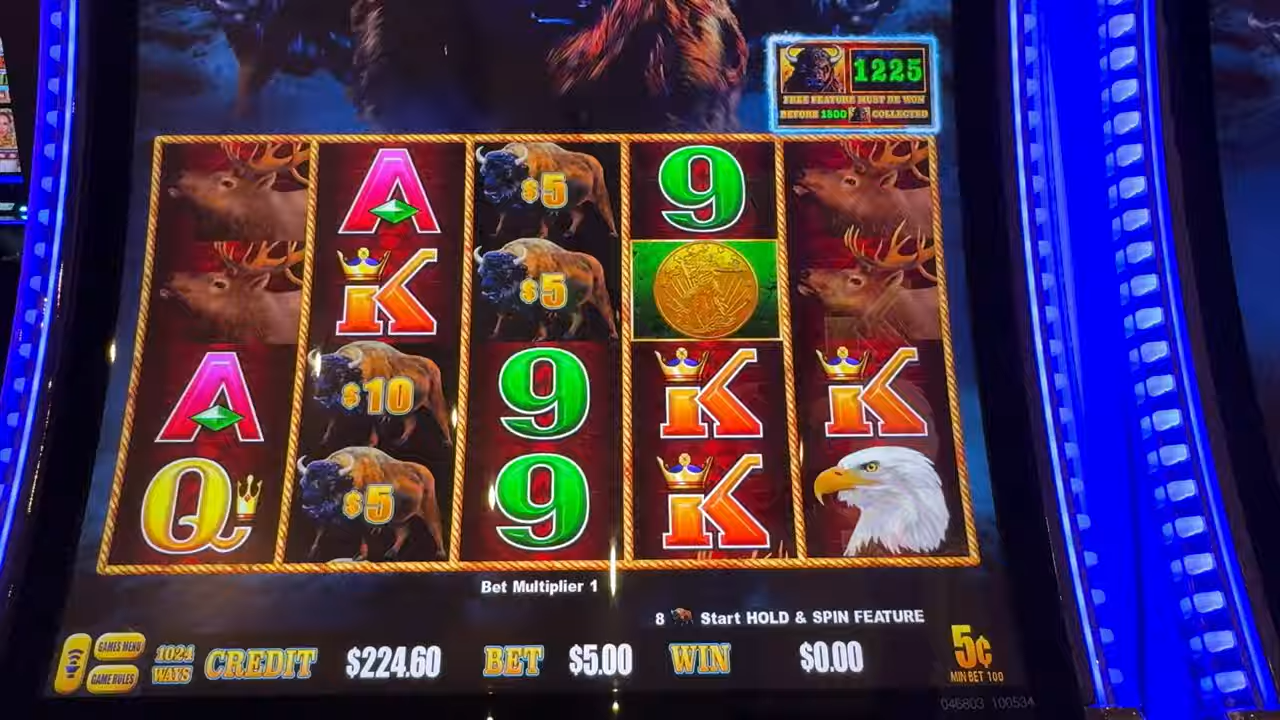 1225
FREE FEATURE MUST BE WON
BEFORE 1800 COLLECTED
A $5 9
K $5
A $10 9 K K
Q $5 9 K
Bet Multiplier 1
8 Start HOLD & SPIN FEATURE
GAMES MENU
GAME RULES
1024 WAYS
CREDIT $224.60 BET $5.00 WIN $0.00
5¢
MIN BET 100
046803 100534